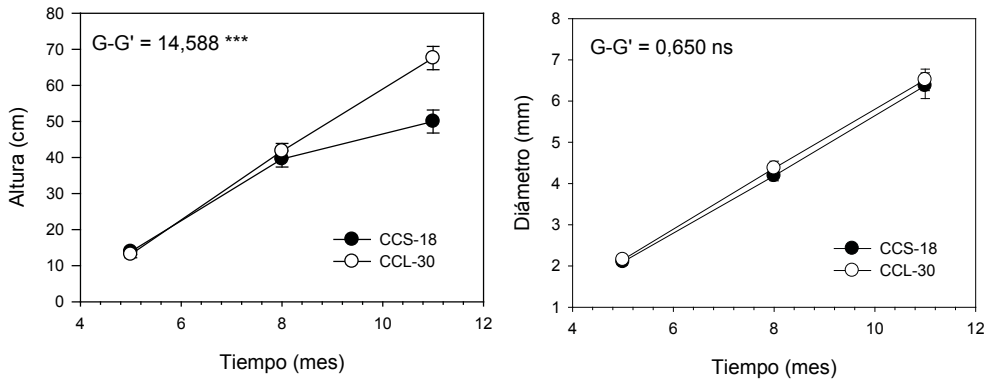 G-G' = 14,588 ***
Altura (cm)
80
70
60
50
40
30
20
10
0
CCS-18
CCL-30
4 6 8 10 12
Tiempo (mes)
G-G' = 0,650 ns
Diámetro (mm)
8
7
6
5
4
3
2
1
CCS-18
CCL-30
4 6 8 10 12
Tiempo (mes)